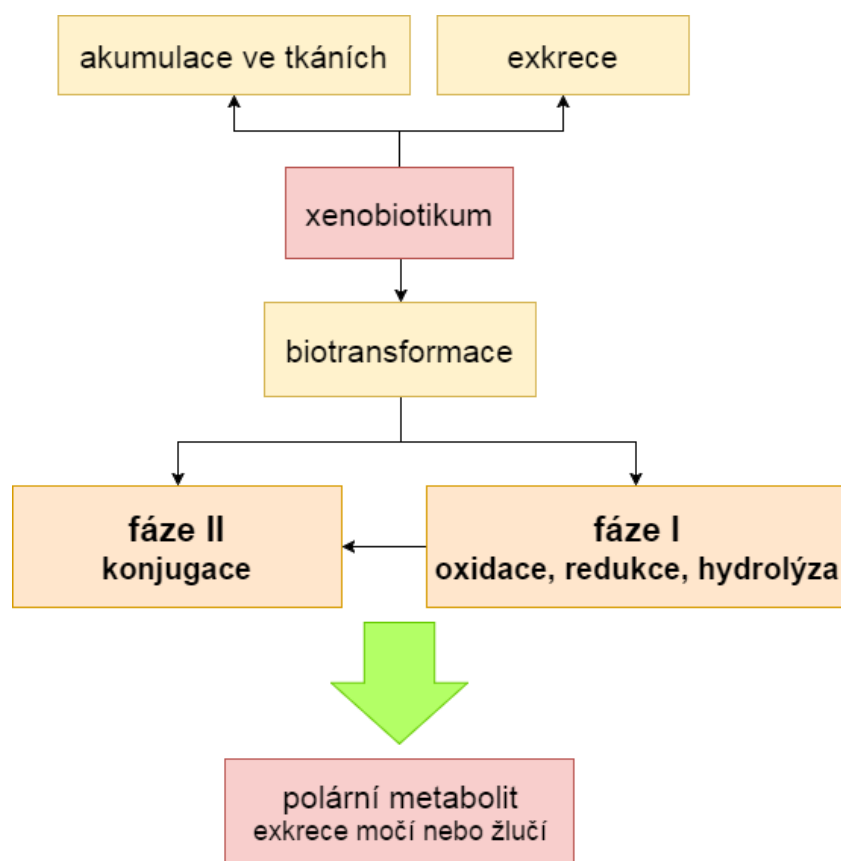 akumulace ve tkáních
exkrece
xenobiotikum
biotransformace
fáze II
konjugace
fáze I
oxidace, redukce, hydrolýza
polární metabolit
exkrece močí nebo žlučí